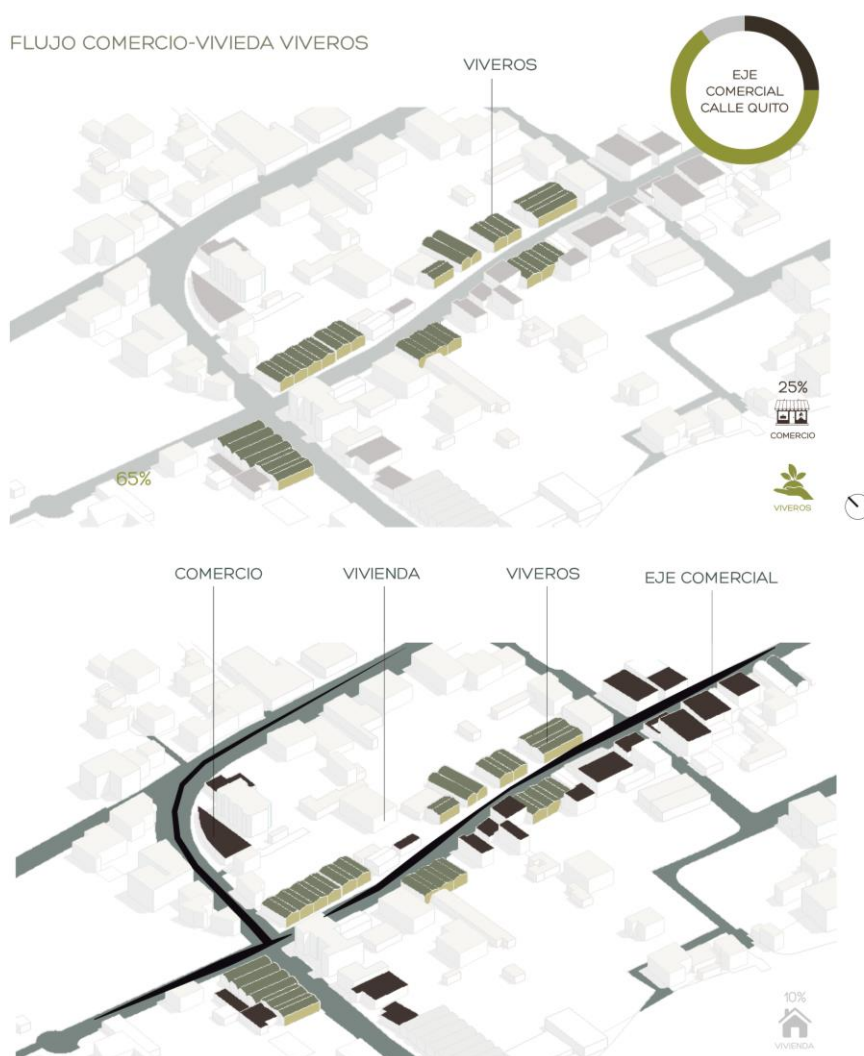 FLUJO COMERCIO-VIVIEDA VIVEROS
VIVEROS
EJE
COMERCIAL
CALLE QUITO
25%
COMERCIO
65%
VIVEROS
COMERCIO
VIVIENDA
VIVEROS
EJE COMERCIAL
10%
VIVIENDA